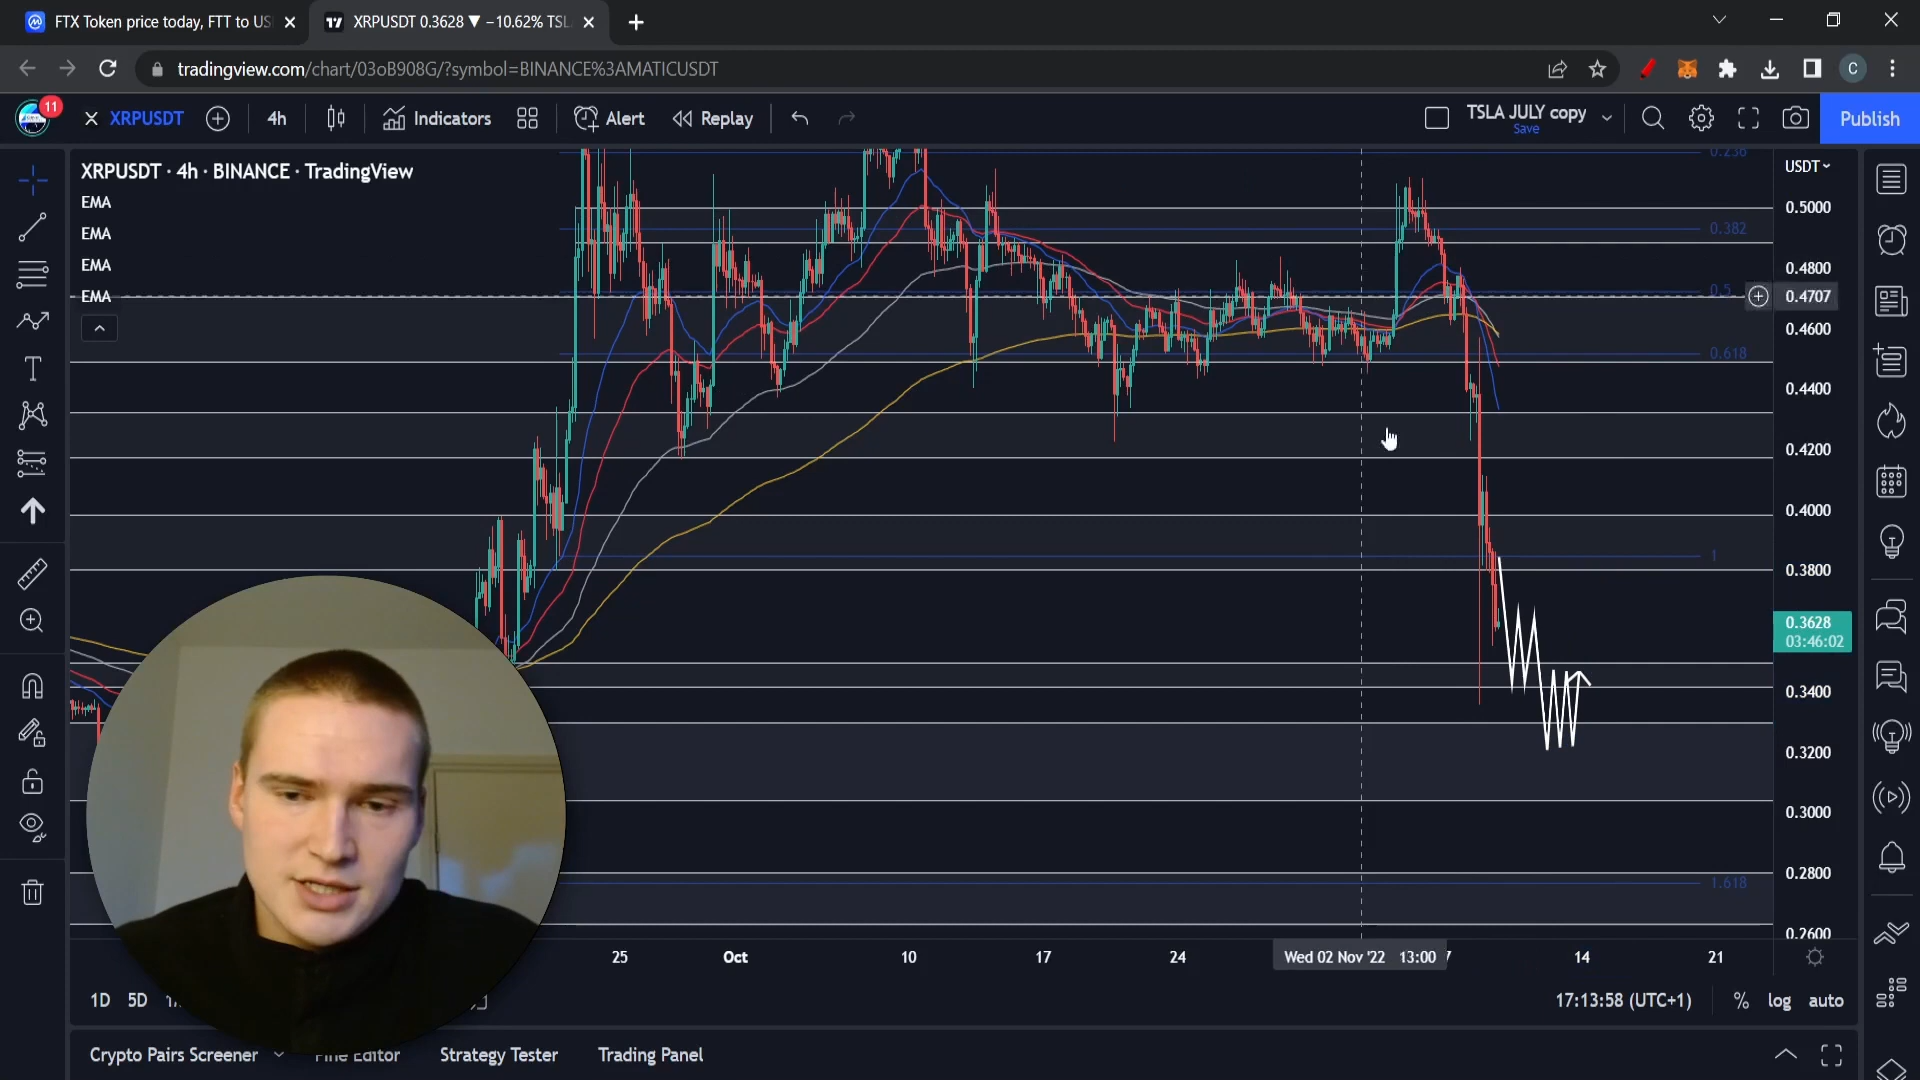 FTX Token price today, FTT to US
XRPUSDT 0.3628 ▼ −10.62% TSL
tradingview.com/chart/03oB908G/?symbol=BINANCE%3AMATICUSDT
C
11
XRPUSDT
4h
Indicators
Alert
Replay
TSLA JULY copy
Save
Publish
XRPUSDT · 4h · BINANCE · TradingView
EMA
EMA
EMA
EMA
USDT
0.236
0.382
0.5
0.618
1
1.618
0.5000
0.4800
0.4707
0.4600
0.4400
0.4200
0.4000
0.3800
0.3628
03:46:02
0.3400
0.3200
0.3000
0.2800
0.2600
25
Oct
10
17
24
Wed 02 Nov '22 13:00
14
21
1D 5D
17:13:58 (UTC+1)
% log auto
Crypto Pairs Screener
Pine Editor
Strategy Tester
Trading Panel